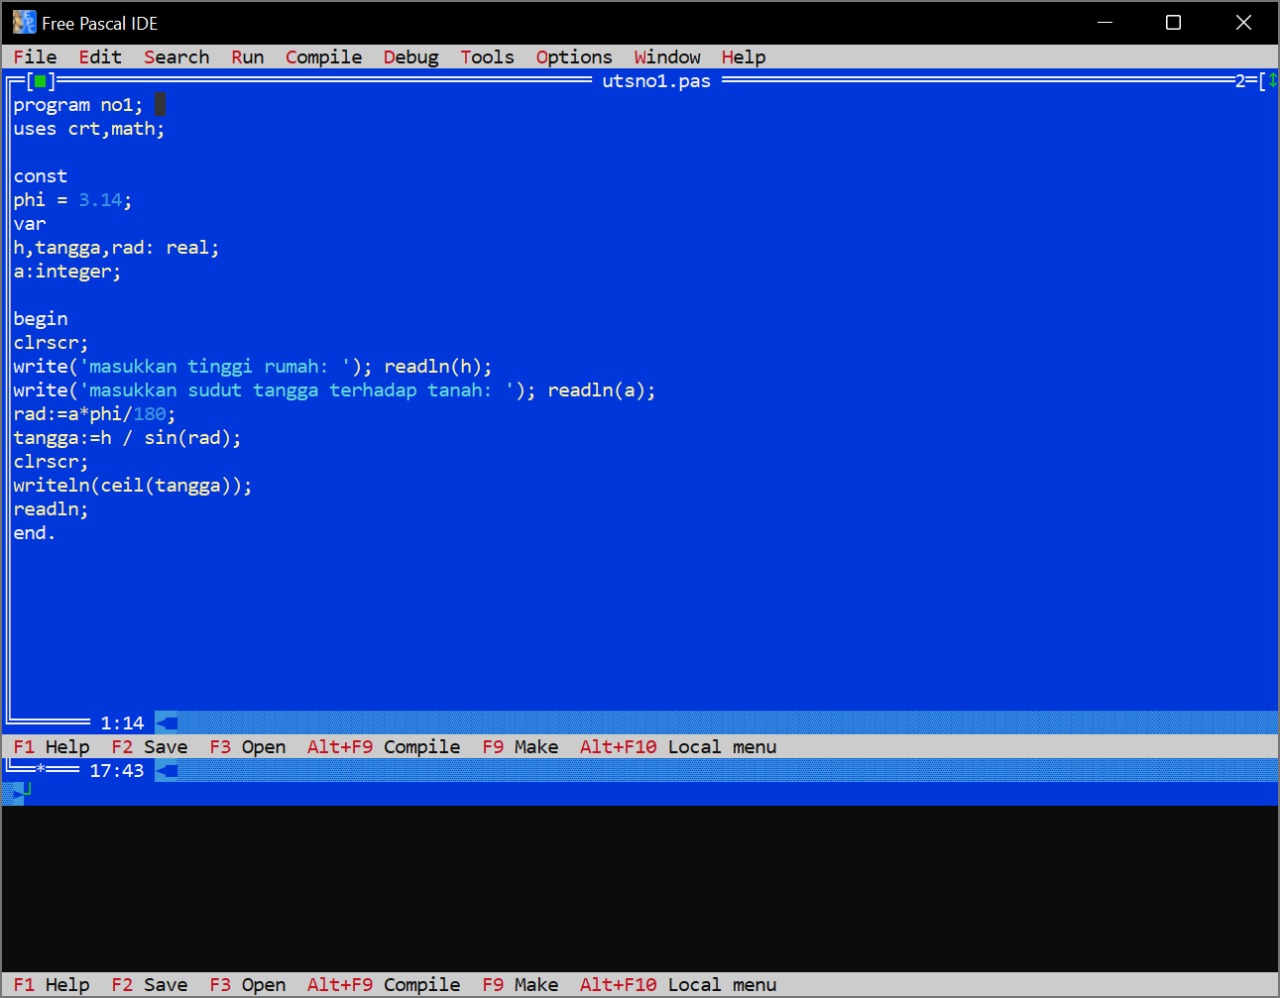 Free Pascal IDE
File Edit Search Run Compile Debug Tools Options Window Help
utsno1.pas 2=[
program no1;
uses crt,math;
const
phi = 3.14;
var
h,tangga,rad: real;
a:integer;
begin
clrscr;
write('masukkan tinggi rumah: '); readln(h);
write('masukkan sudut tangga terhadap tanah: '); readln(a);
rad:=a*phi/180;
tangga:=h / sin(rad);
clrscr;
writeln(ceil(tangga));
readln;
end.
1:14
F1 Help F2 Save F3 Open Alt+F9 Compile F9 Make Alt+F10 Local menu
* 17:43
F1 Help F2 Save F3 Open Alt+F9 Compile F9 Make Alt+F10 Local menu